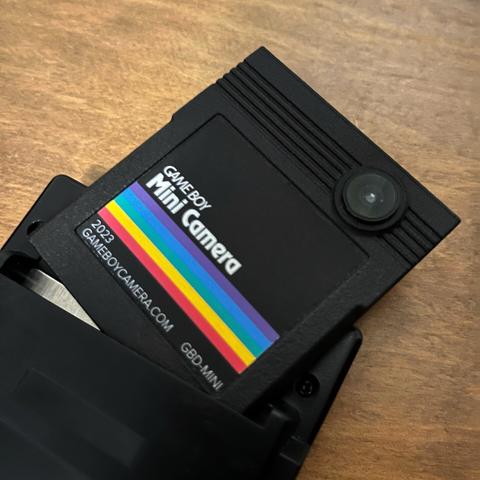 GAME BOY
Mini Camera
2023
GAMEBOYCAMERA.COM
GBD-MINI